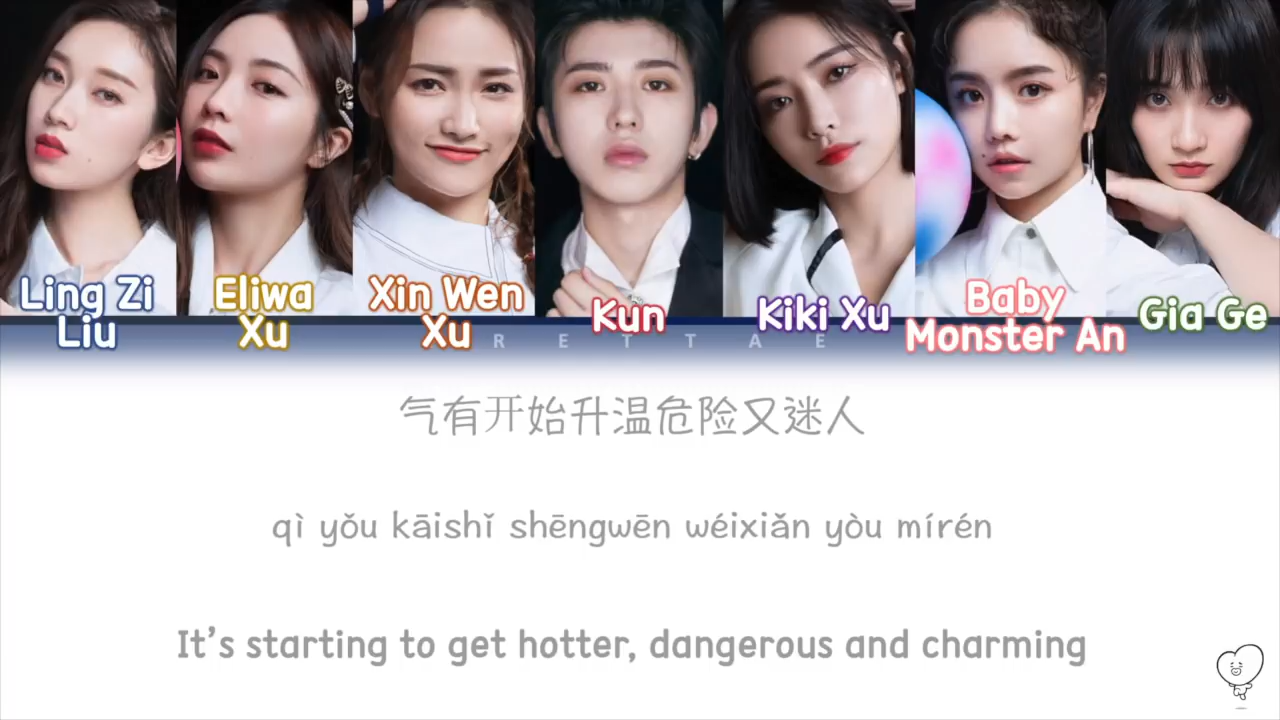 Ling Zi
Liu
Eliwa
Xu
Xin Wen
Xu
Kun
Kiki Xu
Baby
Monster An
Gia Ge
R E T T A E
气有开始升温危险又迷人
qì yǒu kāishǐ shēngwēn wéixiǎn yòu mírén
It's starting to get hotter, dangerous and charming